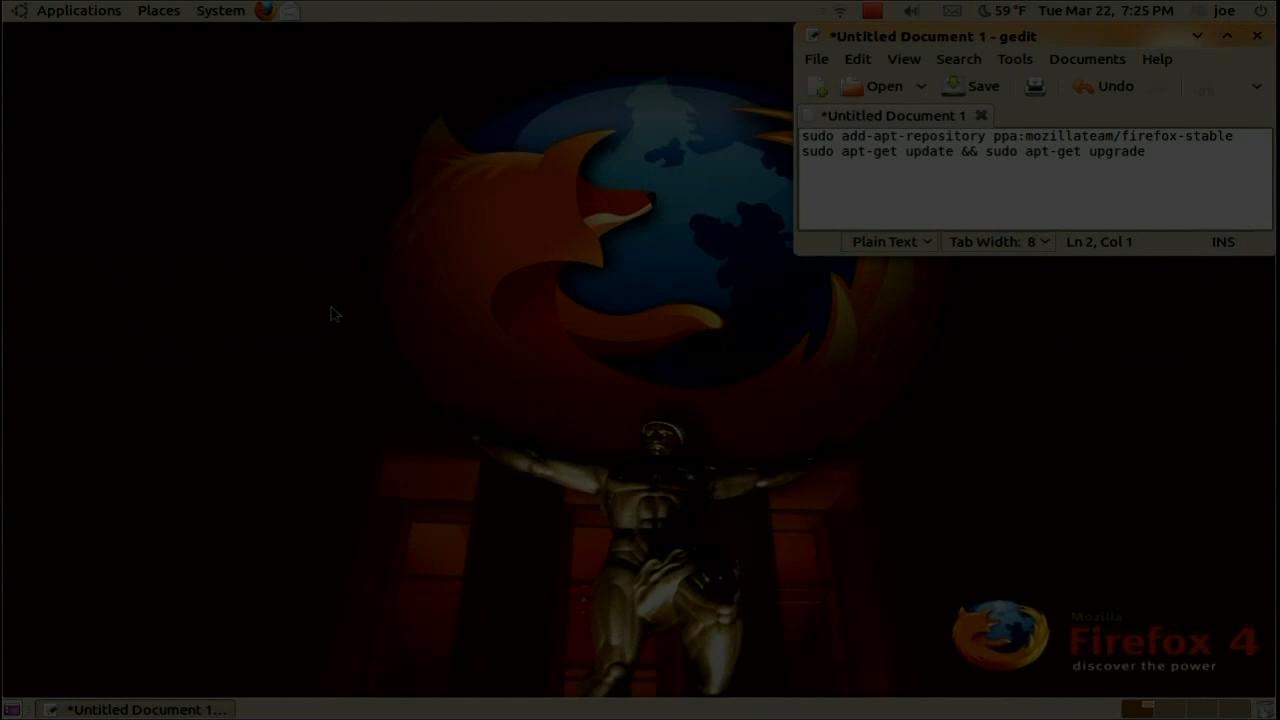 Applications Places System 59 °F Tue Mar 22, 7:25 PM joe
*Untitled Document 1 - gedit
File Edit View Search Tools Documents Help
Open Save Undo
*Untitled Document 1
sudo add-apt-repository ppa:mozillateam/firefox-stable
sudo apt-get update && sudo apt-get upgrade
Plain Text Tab Width: 8 Ln 2, Col 1 INS
Mozilla
Firefox 4
discover the power
*Untitled Document 1...